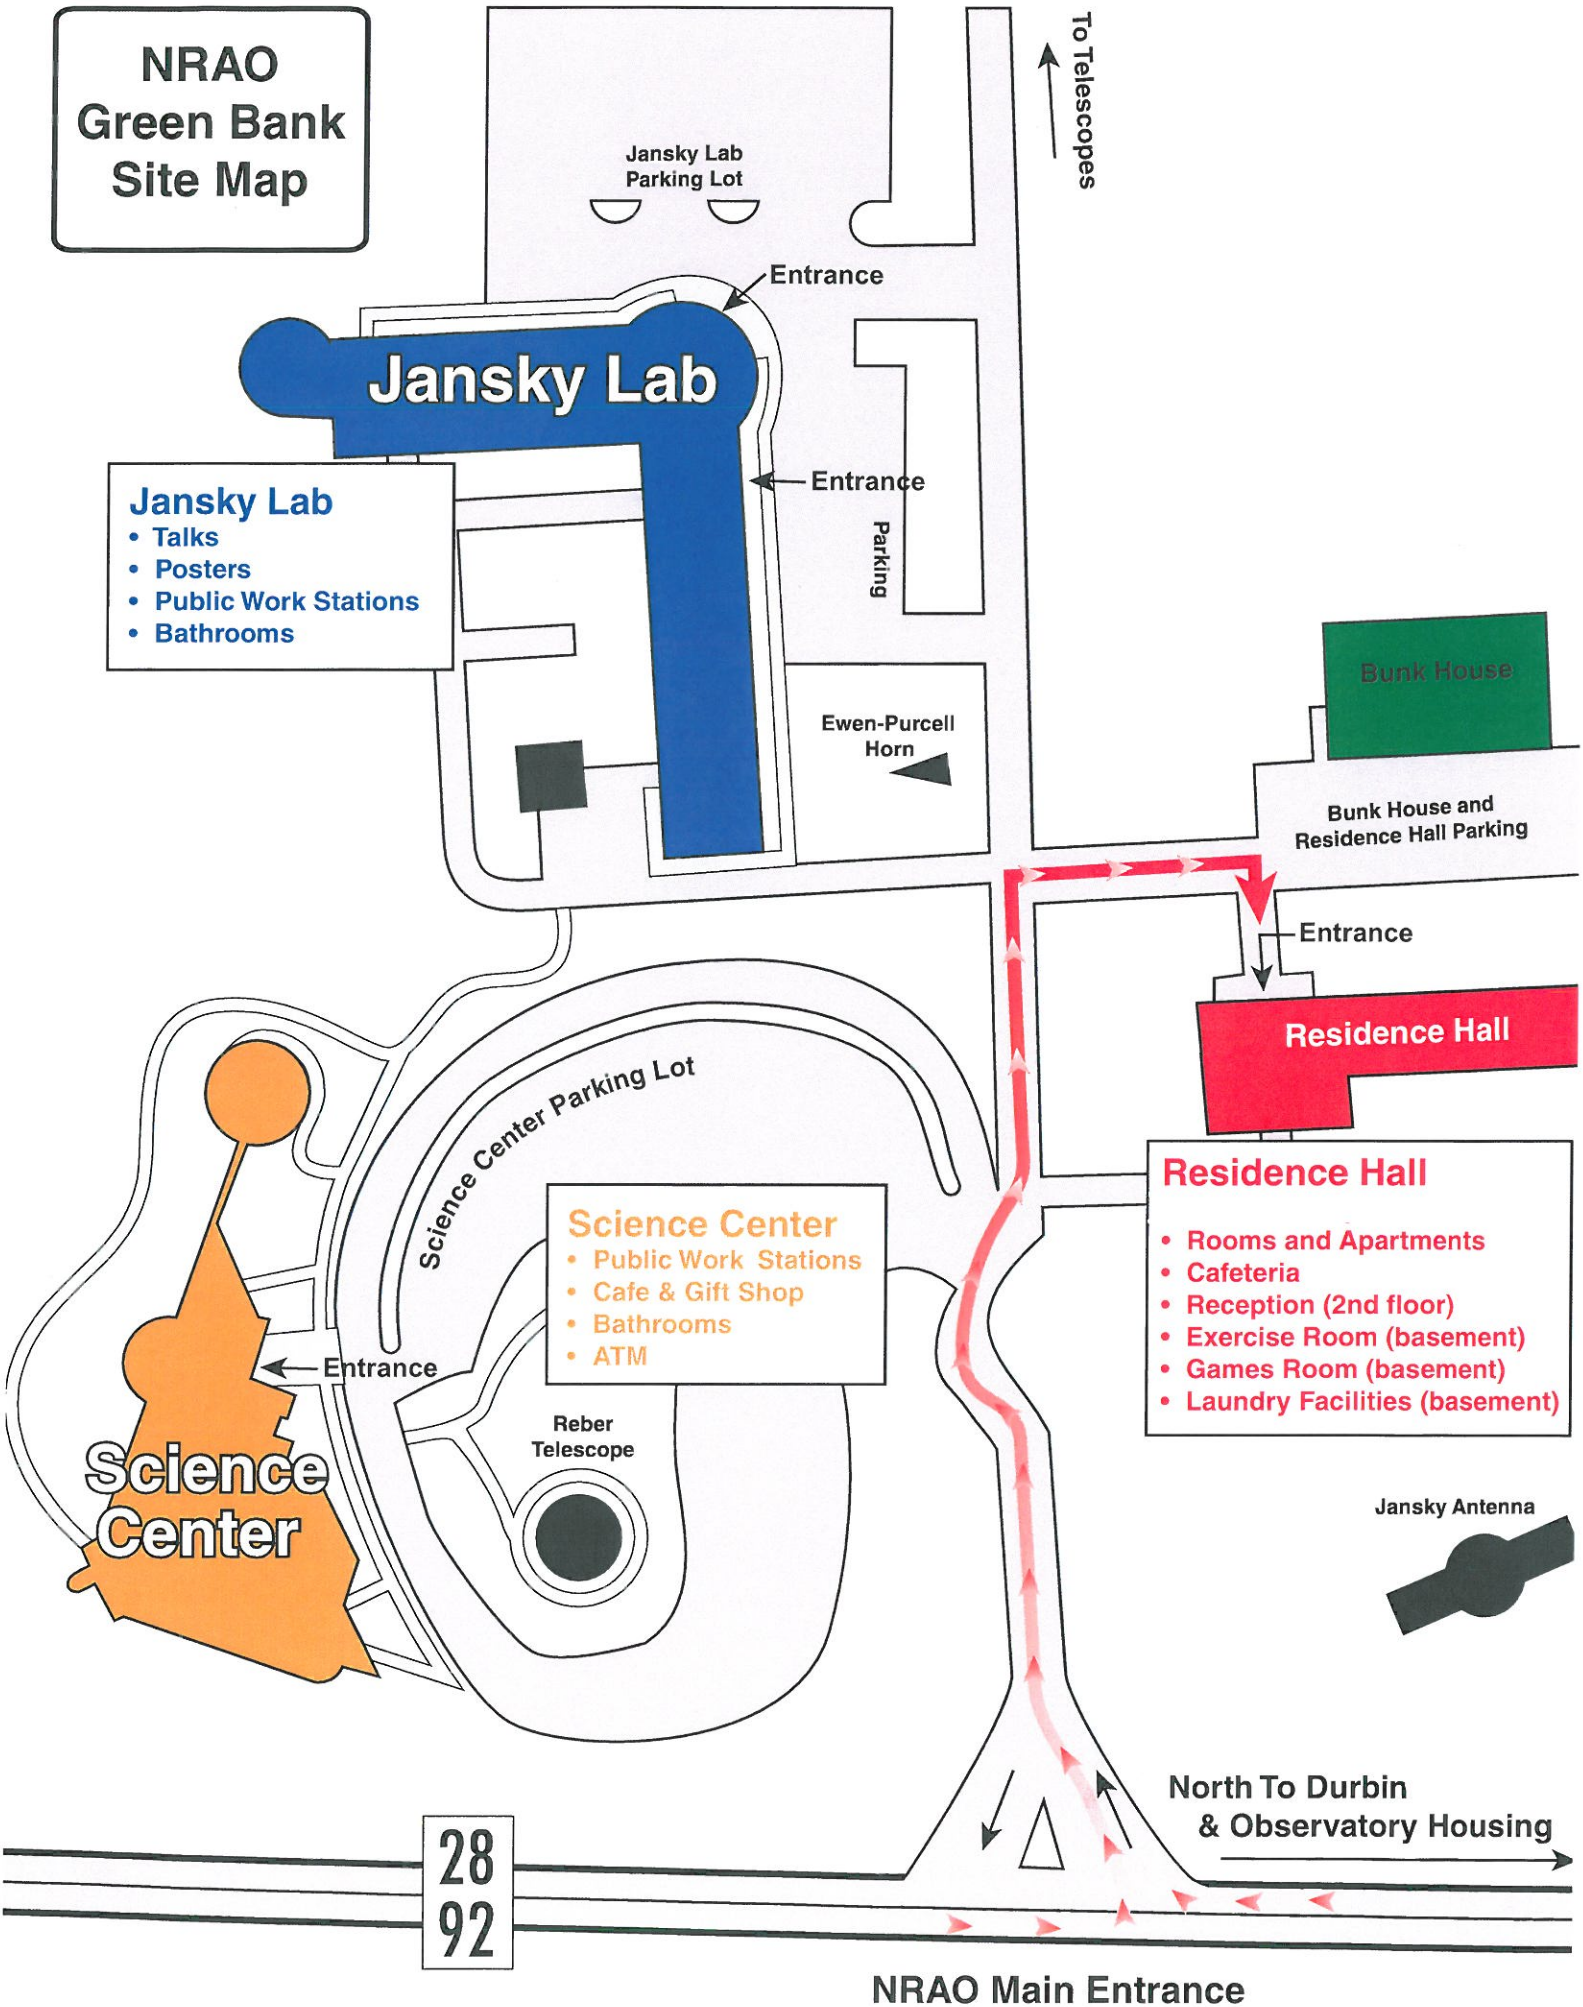 NRAO
Green Bank
Site Map
To Telescopes
Jansky Lab
Parking Lot
Entrance
Jansky Lab
Entrance
Parking
Jansky Lab
• Talks
• Posters
• Public Work Stations
• Bathrooms
Ewen-Purcell
Horn
Bunk House
Bunk House and
Residence Hall Parking
Entrance
Residence Hall
Science Center Parking Lot
Residence Hall
• Rooms and Apartments
• Cafeteria
• Reception (2nd floor)
• Exercise Room (basement)
• Games Room (basement)
• Laundry Facilities (basement)
Science Center
• Public Work Stations
• Cafe & Gift Shop
• Bathrooms
• ATM
Entrance
Reber
Telescope
Science
Center
Jansky Antenna
North To Durbin
& Observatory Housing
28
92
NRAO Main Entrance